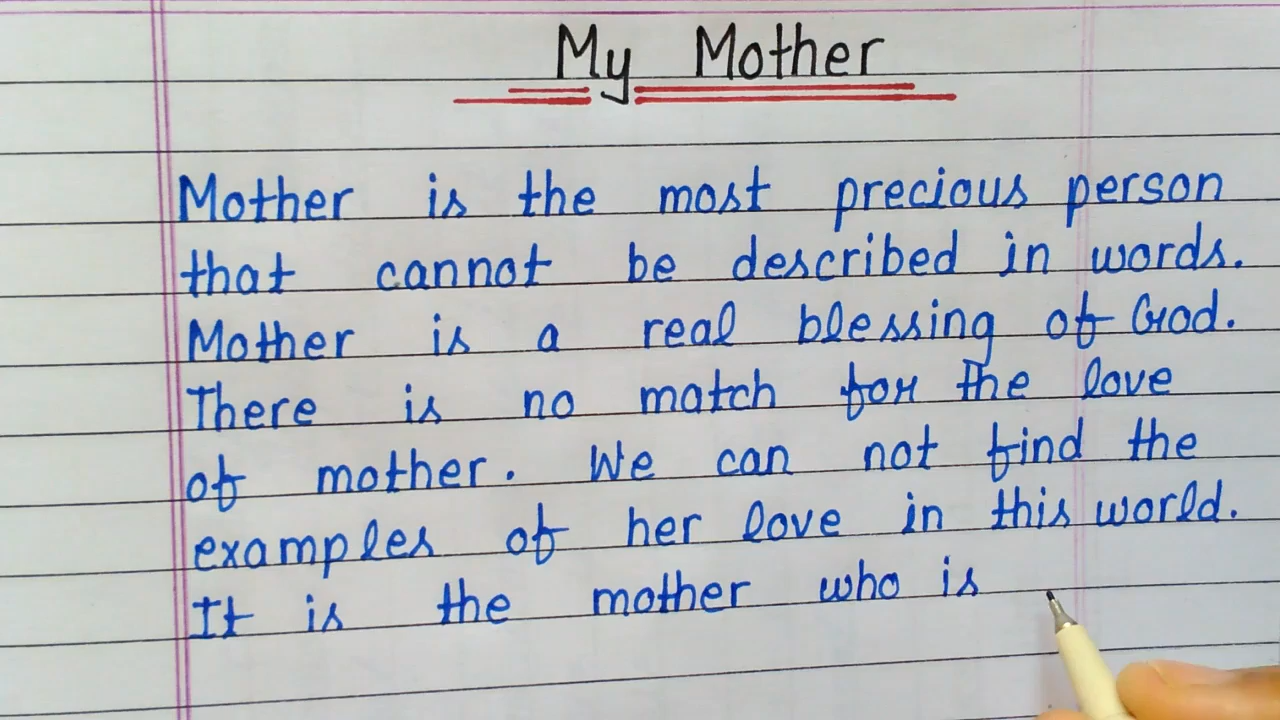 My Mother
Mother is the most precious person
that cannot be described in words.
Mother is a real blessing of God.
There is no match for the love
of mother. We can not find the
examples of her love in this world.
It is the mother who is